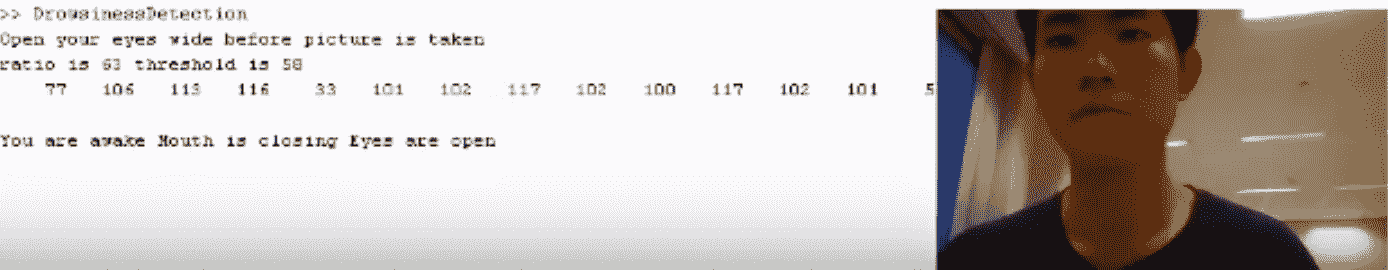 >> DrowsinessDetection
Open your eyes wide before picture is taken
ratio is 63 threshold is 58
77 106 113 116 33 101 102 117 102 100 117 102 101 5
You are awake Mouth is closing Eyes are open